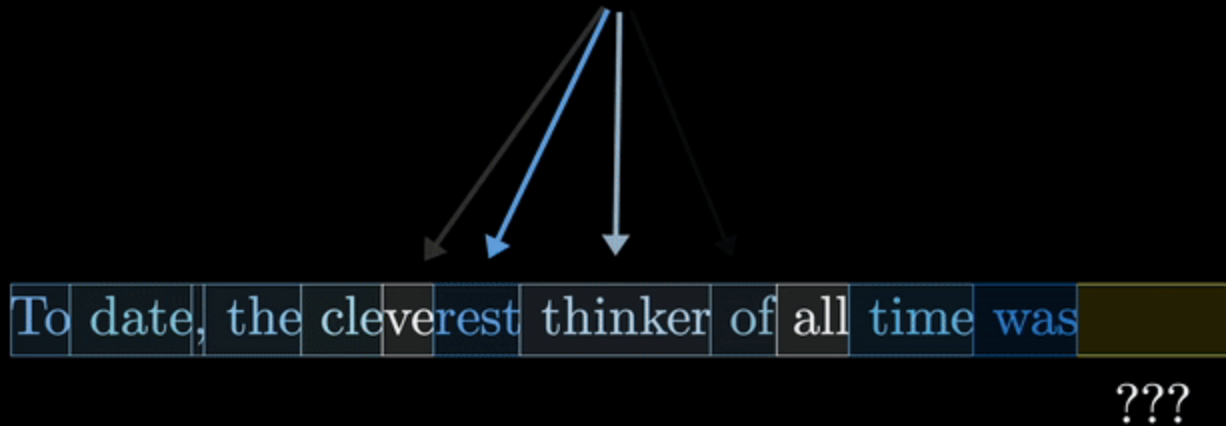 To date, the cleverest thinker of all time was
???